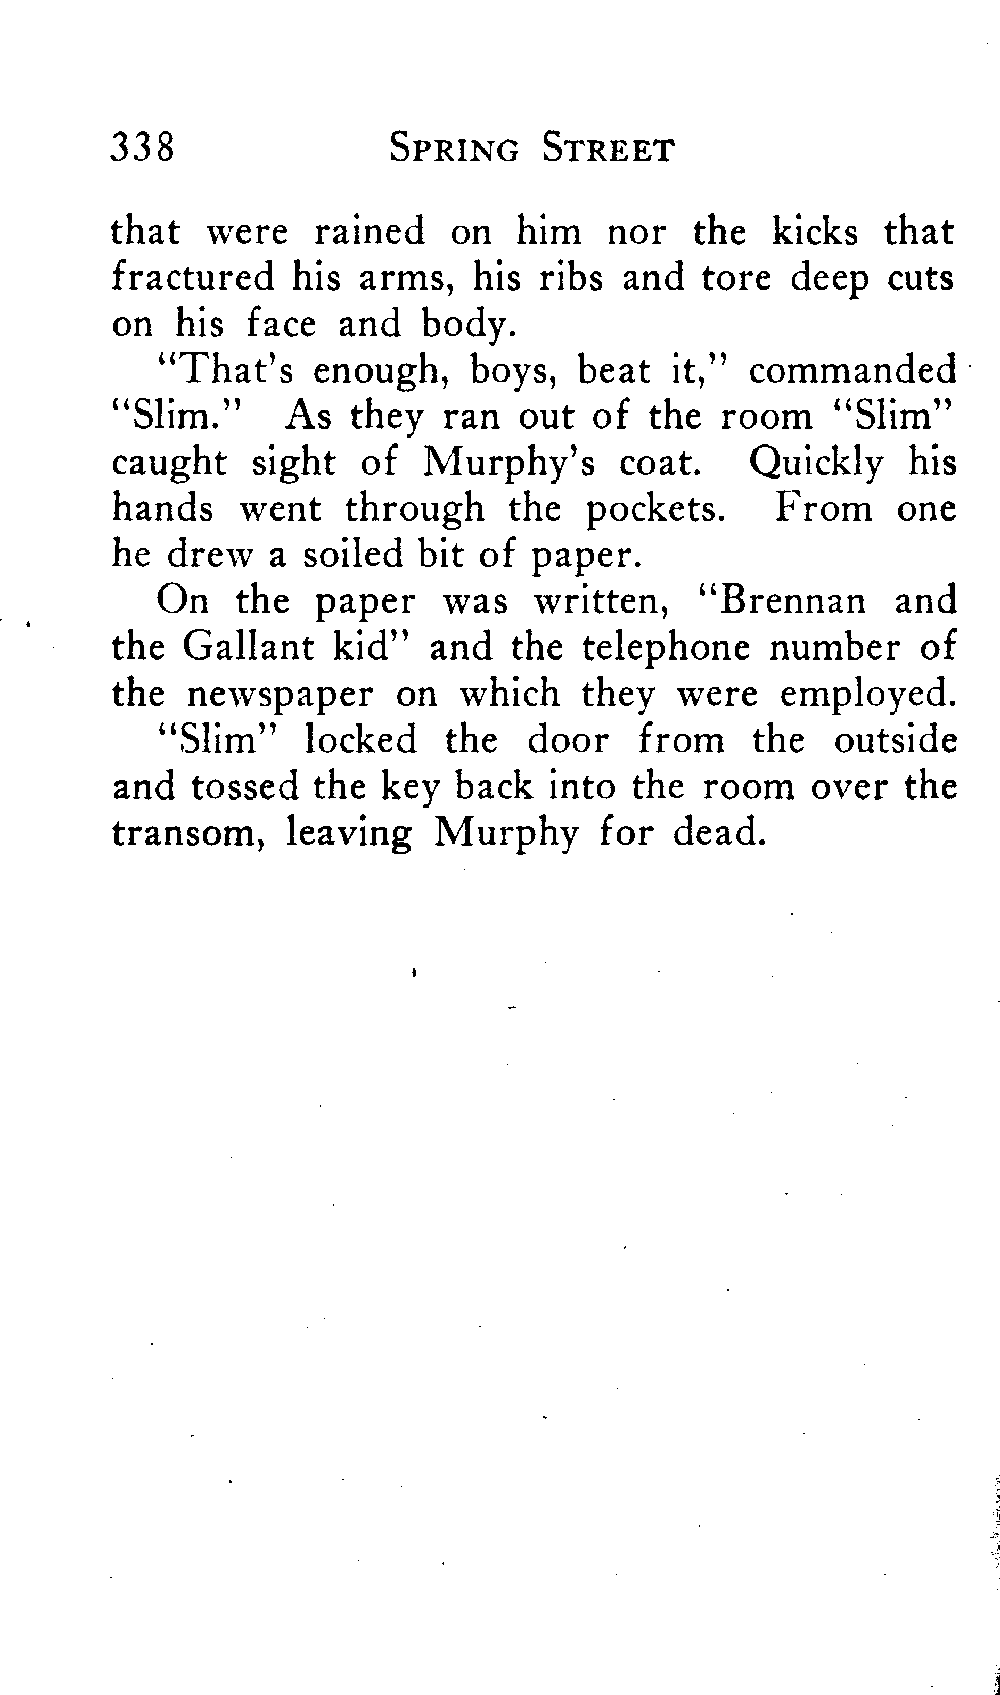 338 SPRING STREET
that were rained on him nor the kicks that
fractured his arms, his ribs and tore deep cuts
on his face and body.
“That’s enough, boys, beat it,” commanded
“Slim.” As they ran out of the room “Slim”
caught sight of Murphy’s coat. Quickly his
hands went through the pockets. From one
he drew a soiled bit of paper.
On the paper was written, “Brennan and
the Gallant kid” and the telephone number of
the newspaper on which they were employed.
“Slim” locked the door from the outside
and tossed the key back into the room over the
transom, leaving Murphy for dead.